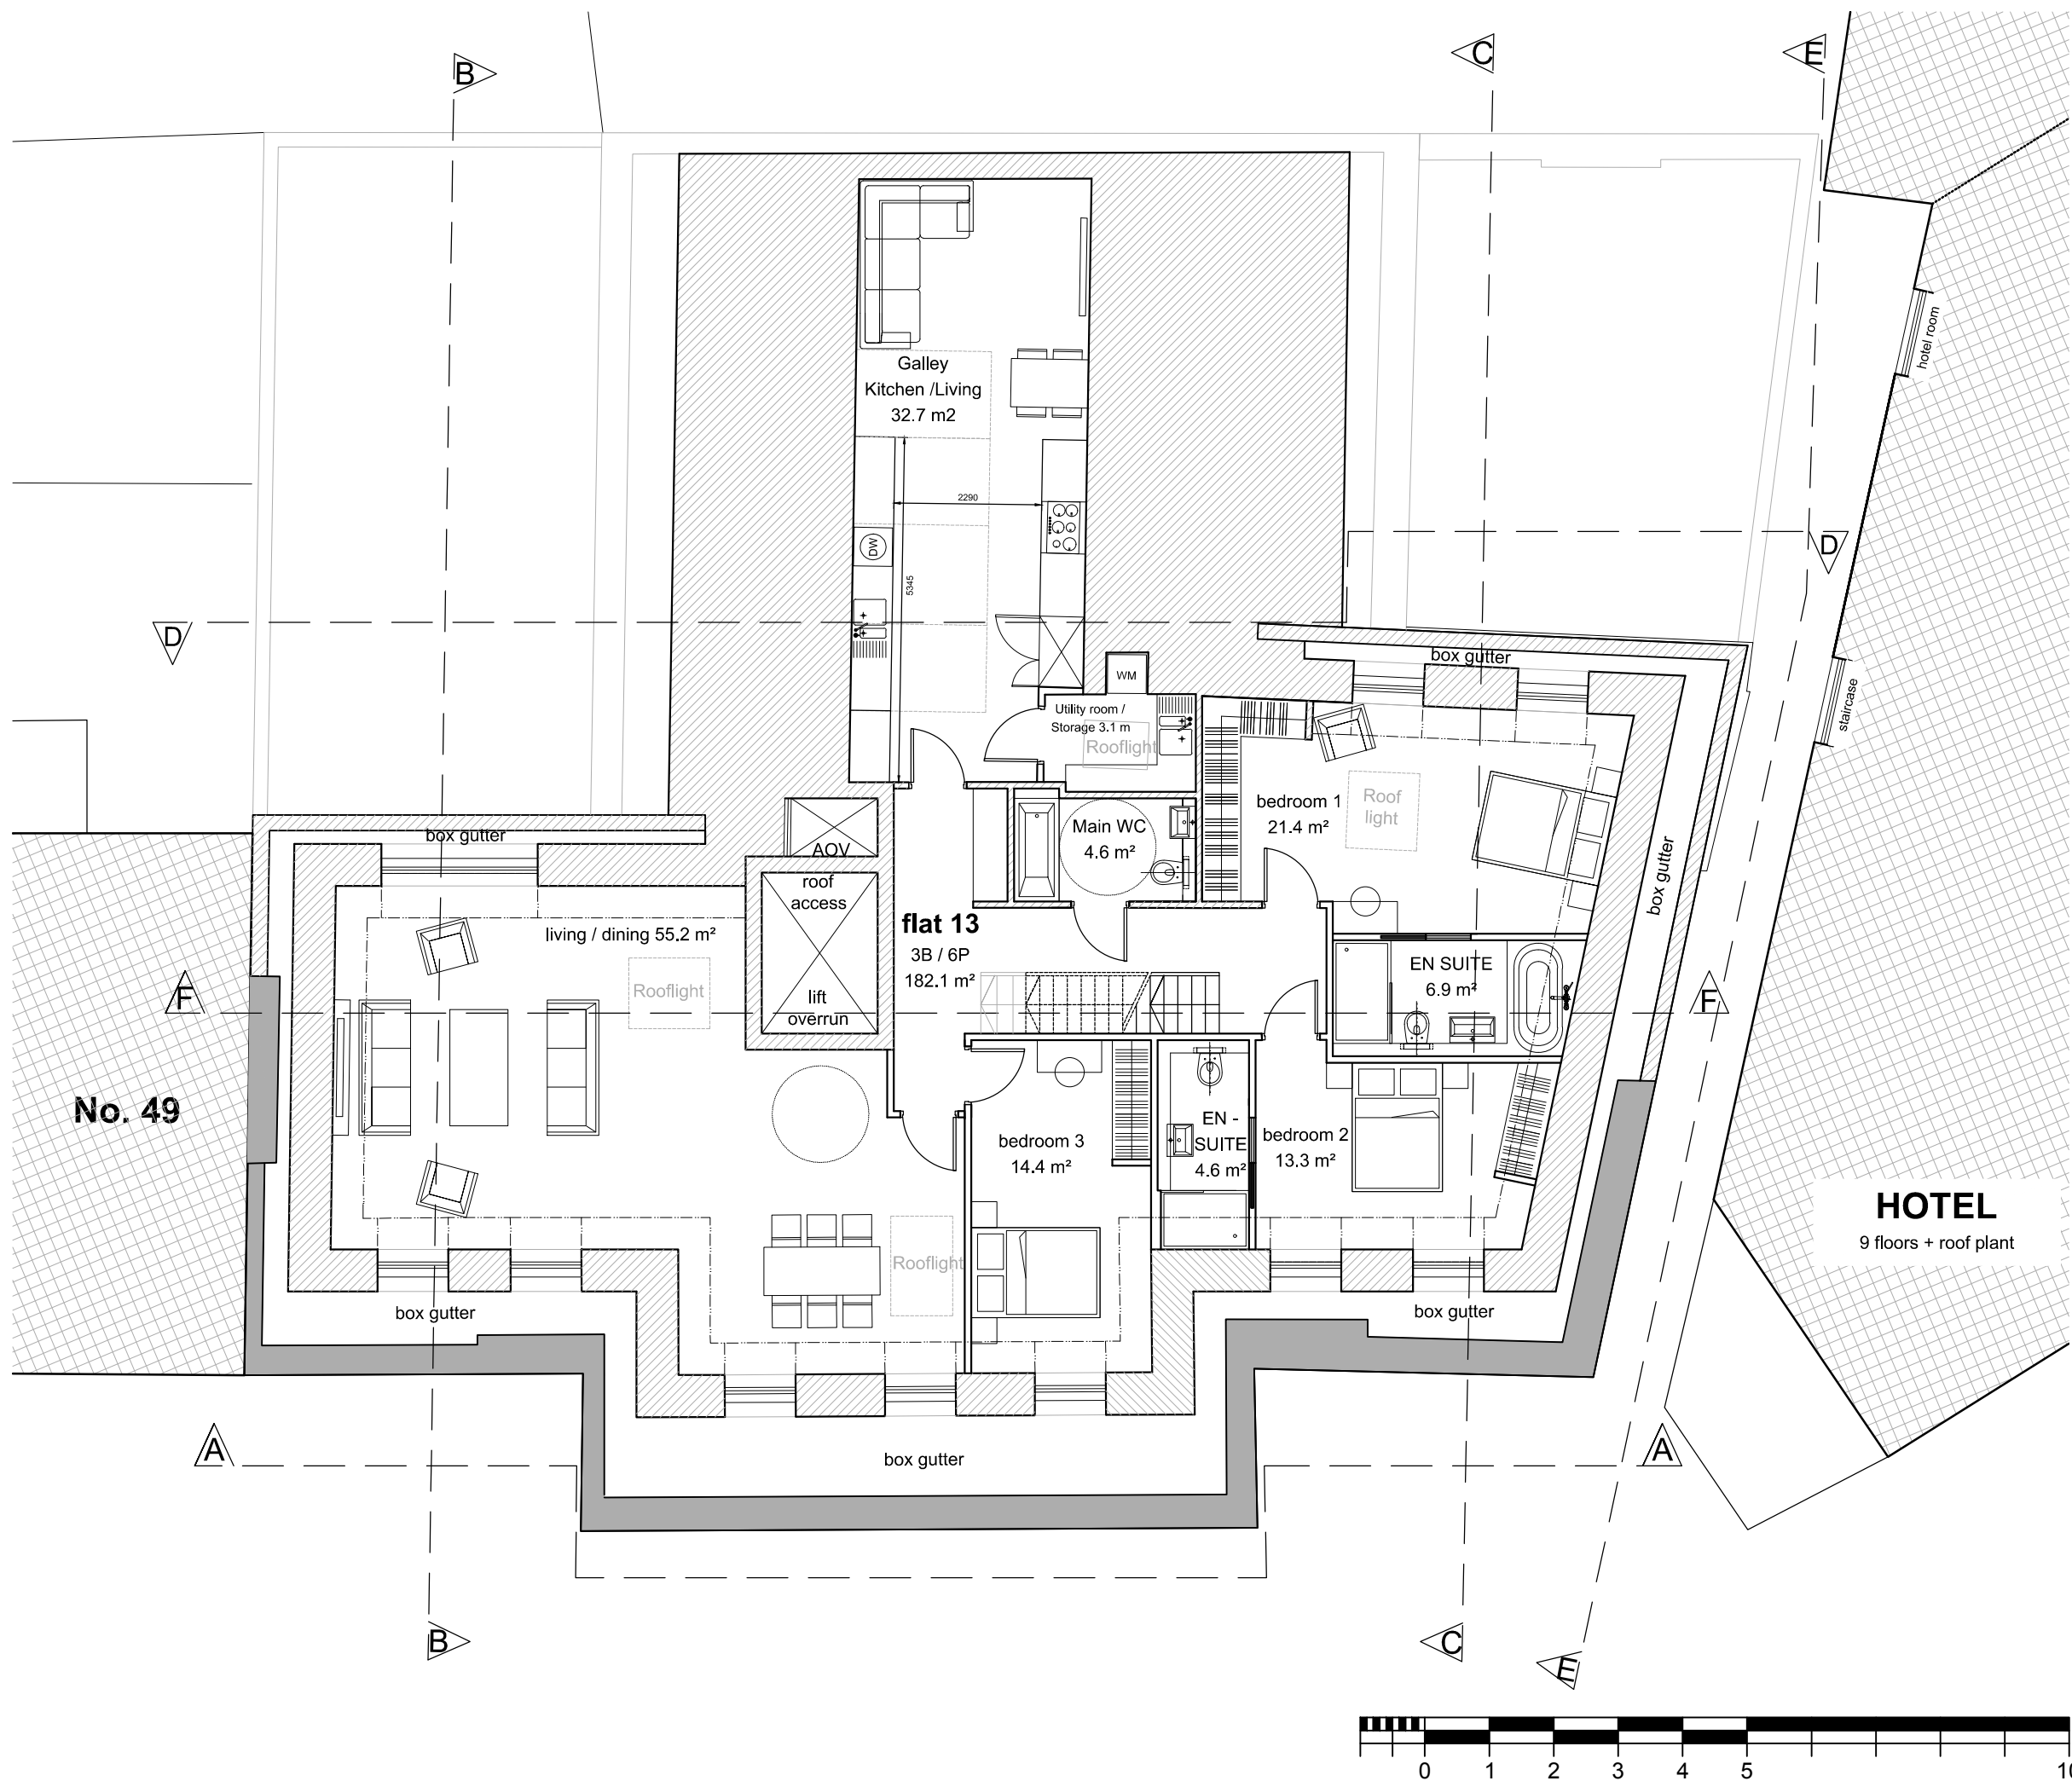 B
C
E
hotel room
Galley
Kitchen /Living
32.7 m2
2290
DW
5345
D
D
box gutter
WM
staircase
Utility room /
Storage 3.1 m
Rooflight
bedroom 1
21.4 m²
Roof
light
box gutter
Main WC
4.6 m²
AOV
roof
access
box gutter
flat 13
3B / 6P
182.1 m²
living / dining 55.2 m²
EN SUITE
6.9 m²
F
Rooflight
lift
overrun
F
No. 49
bedroom 3
14.4 m²
EN -
SUITE
4.6 m²
bedroom 2
13.3 m²
HOTEL
9 floors + roof plant
Rooflight
box gutter
box gutter
A
box gutter
A
B
C
E
0 1 2 3 4 5